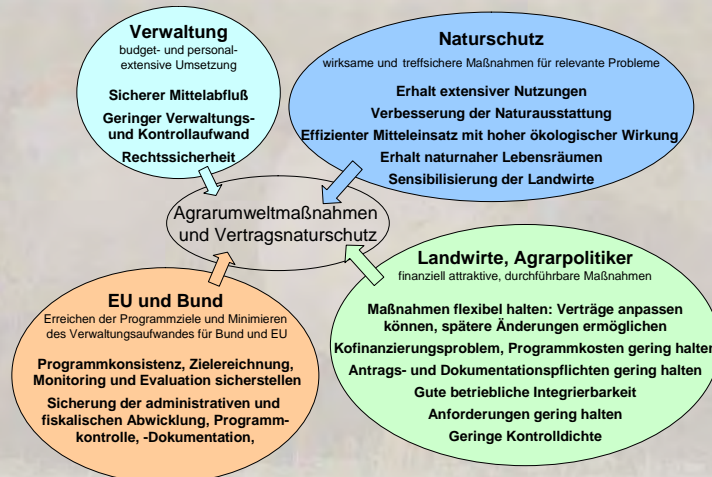 Verwaltung
budget- und personal-
extensive Umsetzung
Sicherer Mittelabfluß
Geringer Verwaltungs-
und Kontrollaufwand
Rechtssicherheit
Naturschutz
wirksame und treffsichere Maßnahmen für relevante Probleme
Erhalt extensiver Nutzungen
Verbesserung der Naturausstattung
Effizienter Mitteleinsatz mit hoher ökologischer Wirkung
Erhalt naturnaher Lebensräumen
Sensibilisierung der Landwirte
Agrarumweltmaßnahmen
und Vertragsnaturschutz
EU und Bund
Erreichen der Programmziele und Minimieren
des Verwaltungsaufwandes für Bund und EU
Programmkonsistenz, Zielereichnung,
Monitoring und Evaluation sicherstellen
Sicherung der administrativen und
fiskalischen Abwicklung, Programm-
kontrolle, -Dokumentation,
Landwirte, Agrarpolitiker
finanziell attraktive, durchführbare Maßnahmen
Maßnahmen flexibel halten: Verträge anpassen
können, spätere Änderungen ermöglichen
Kofinanzierungsproblem, Programmkosten gering halten
Antrags- und Dokumentationspflichten gering halten
Gute betriebliche Integrierbarkeit
Anforderungen gering halten
Geringe Kontrolldichte